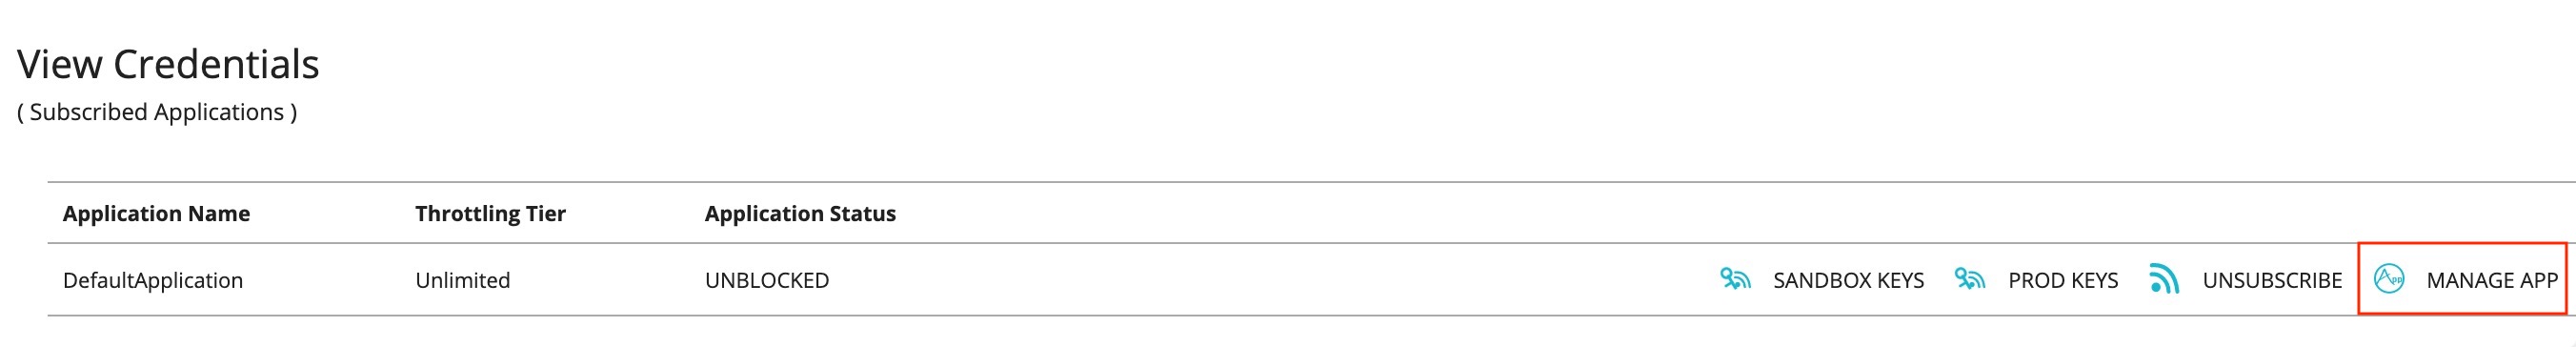 View Credentials
( Subscribed Applications )
Application Name Throttling Tier Application Status
DefaultApplication Unlimited UNBLOCKED SANDBOX KEYS PROD KEYS UNSUBSCRIBE App MANAGE APP